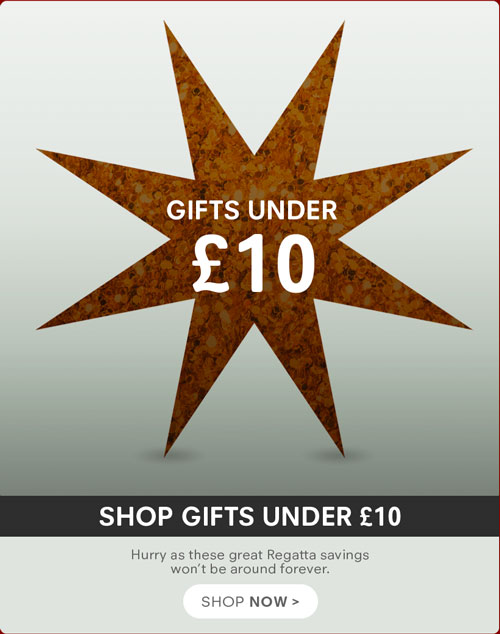 GIFTS UNDER
£10
SHOP GIFTS UNDER £10
Hurry as these great Regatta savings
won't be around forever.
SHOP NOW >